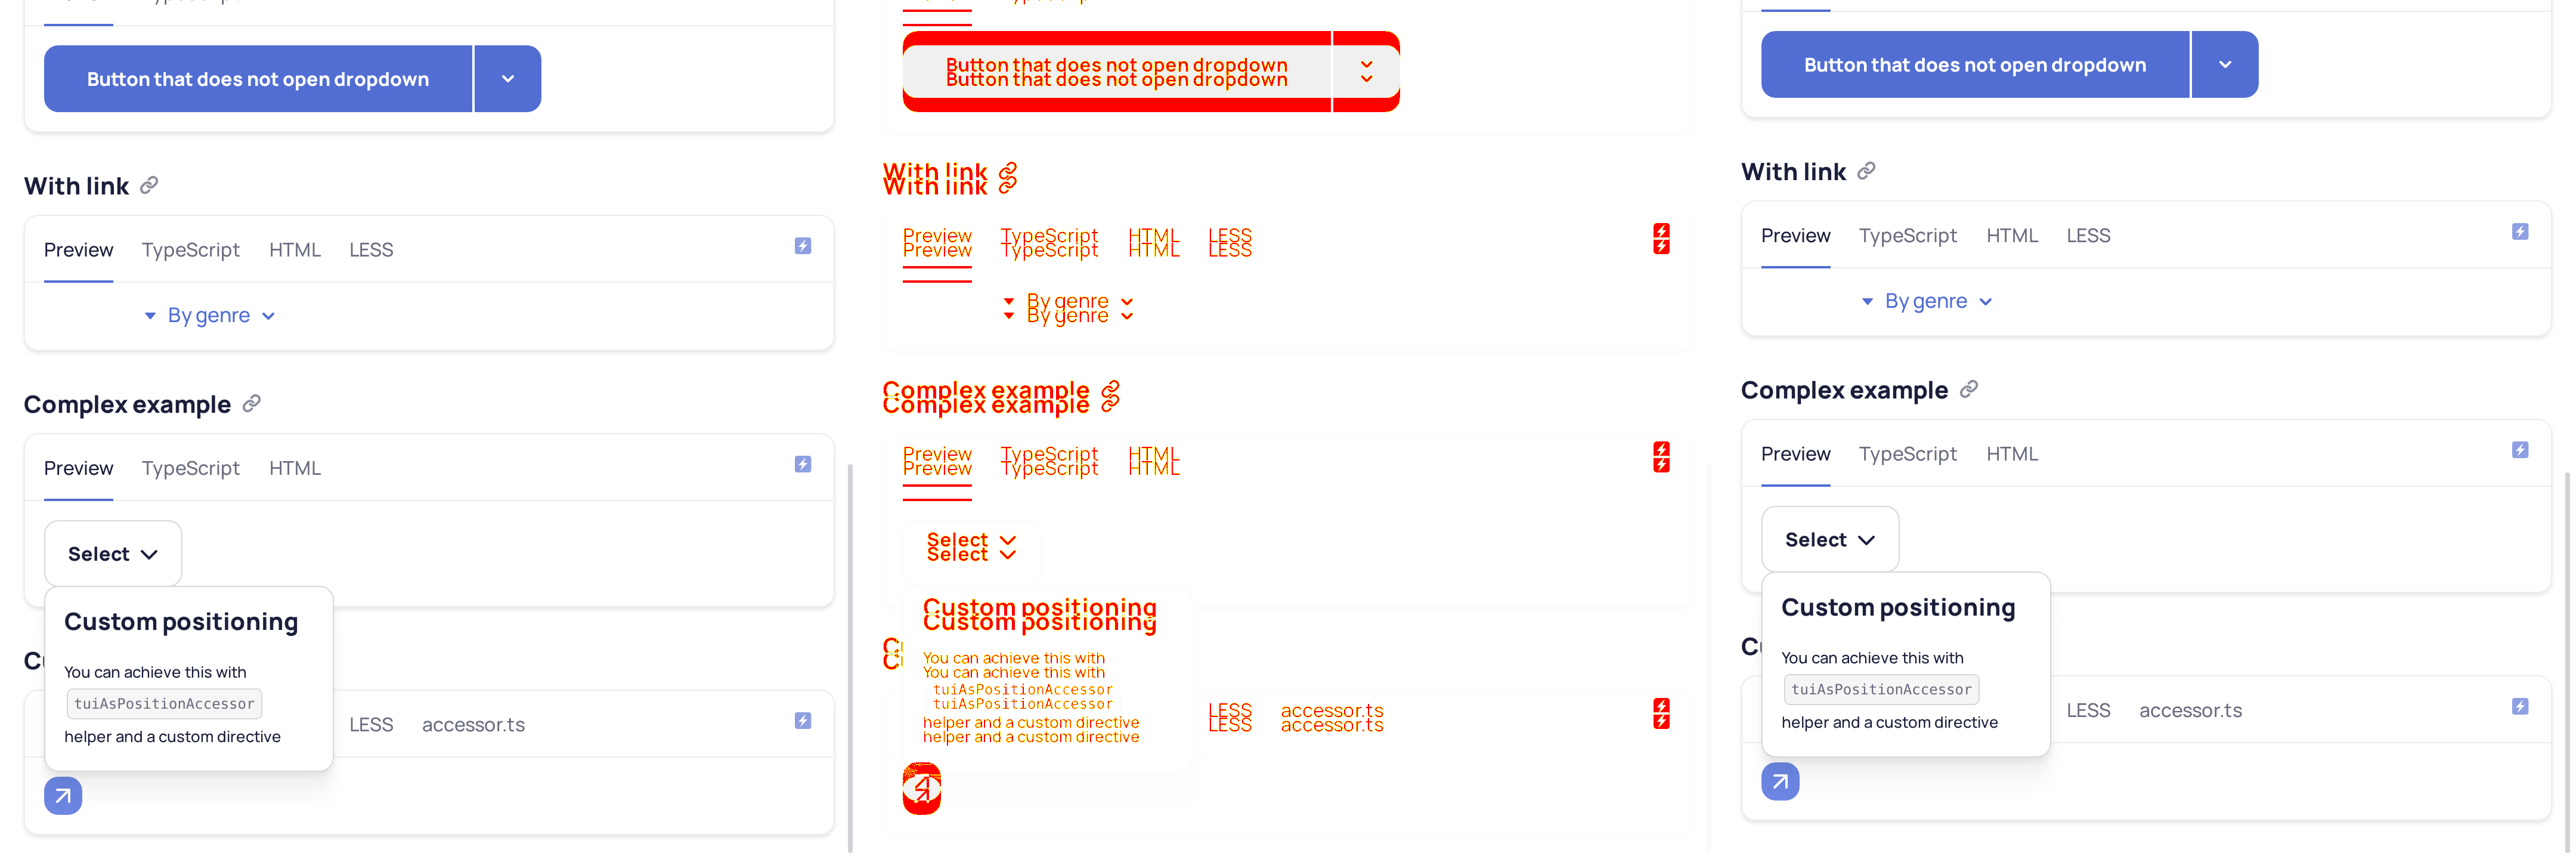 Button that does not open dropdown
With link
Preview TypeScript HTML LESS
By genre
Complex example
Preview TypeScript HTML
Select
Custom positioning
You can achieve this with
tuiAsPositionAccessor
helper and a custom directive
LESS accessor.ts
Button that does not open dropdown
Button that does not open dropdown
With link
With link
Preview TypeScript HTML LESS
Preview TypeScript HTML LESS
By genre
By genre
Complex example
Complex example
Preview TypeScript HTML
Preview TypeScript HTML
Select
Select
Custom positioning
Custom positioning
You can achieve this with
You can achieve this with
tuiAsPositionAccessor
tuiAsPositionAccessor
helper and a custom directive
helper and a custom directive
LESS accessor.ts
LESS accessor.ts
Button that does not open dropdown
With link
Preview TypeScript HTML LESS
By genre
Complex example
Preview TypeScript HTML
Select
Custom positioning
You can achieve this with
tuiAsPositionAccessor
helper and a custom directive
LESS accessor.ts